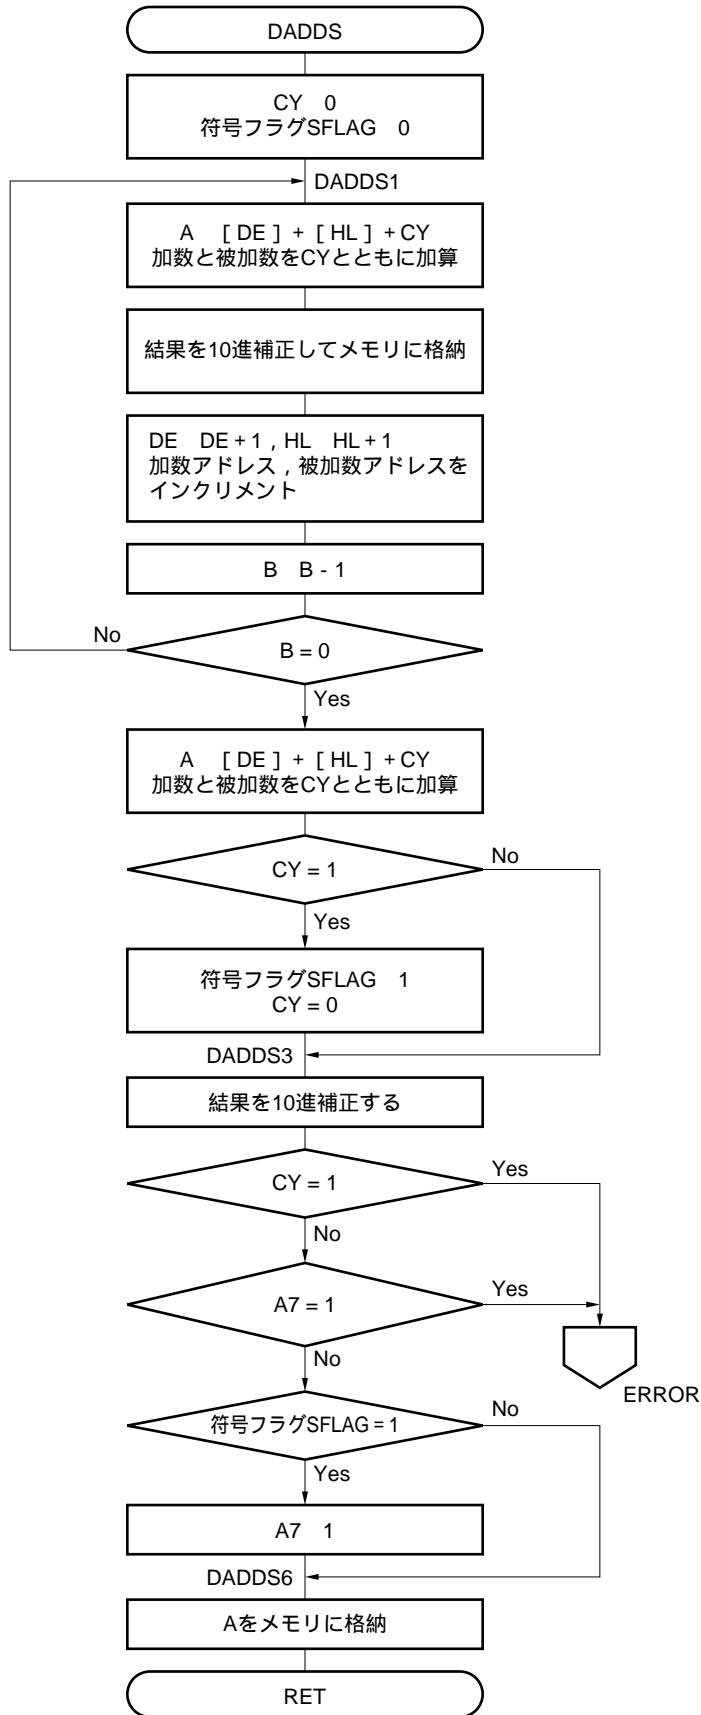 DADDS
CY 0
符号フラグSFLAG 0
DADDS1
A [ DE ] + [ HL ] + CY
加数と被加数をCYとともに加算
結果を10進補正してメモリに格納
DE DE + 1 , HL HL + 1
加数アドレス , 被加数アドレスを
インクリメント
B B - 1
No
B = 0
Yes
A [ DE ] + [ HL ] + CY
加数と被加数をCYとともに加算
CY = 1
No
Yes
符号フラグSFLAG 1
CY = 0
DADDS3
結果を10進補正する
CY = 1
Yes
No
A7 = 1
Yes
No
ERROR
符号フラグSFLAG = 1
No
Yes
A7 1
DADDS6
Aをメモリに格納
RET